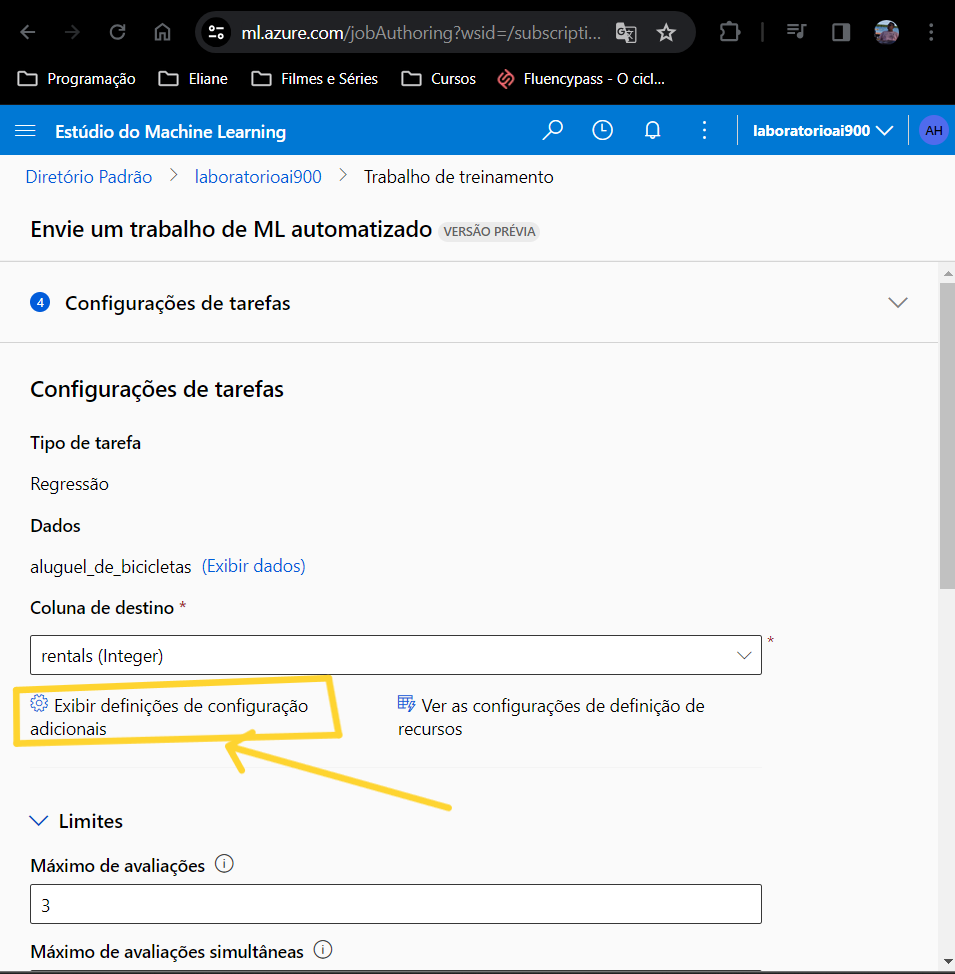 ml.azure.com/jobAuthoring?wsid=/subscripti...
Programação Eliane Filmes e Séries Cursos Fluencypass - O cicl...
Estúdio do Machine Learning laboratorioai900 AH
Diretório Padrão > laboratorioai900 > Trabalho de treinamento
Envie um trabalho de ML automatizado VERSÃO PRÉVIA
4 Configurações de tarefas
Configurações de tarefas
Tipo de tarefa
Regressão
Dados
aluguel_de_bicicletas (Exibir dados)
Coluna de destino *
rentals (Integer) *
Exibir definições de configuração
adicionais
Ver as configurações de definição de
recursos
Limites
Máximo de avaliações
3
Máximo de avaliações simultâneas